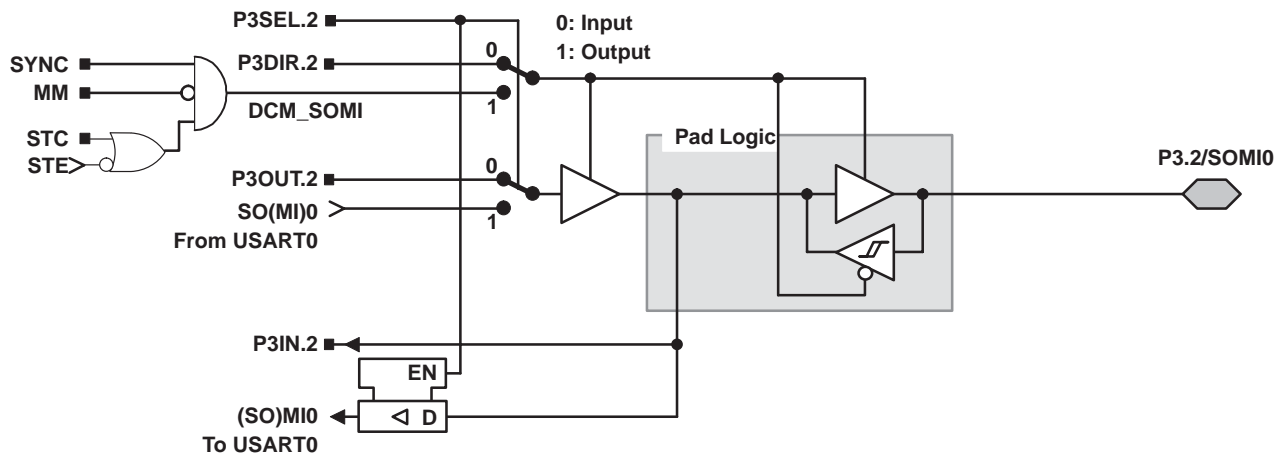 P3SEL.2
0: Input
1: Output
SYNC
P3DIR.2
0
MM
1
DCM_SOMI
STC
STE
Pad Logic
P3.2/SOMI0
0
P3OUT.2
SO(MI)0
1
From USART0
P3IN.2
EN
(SO)MI0
D
To USART0